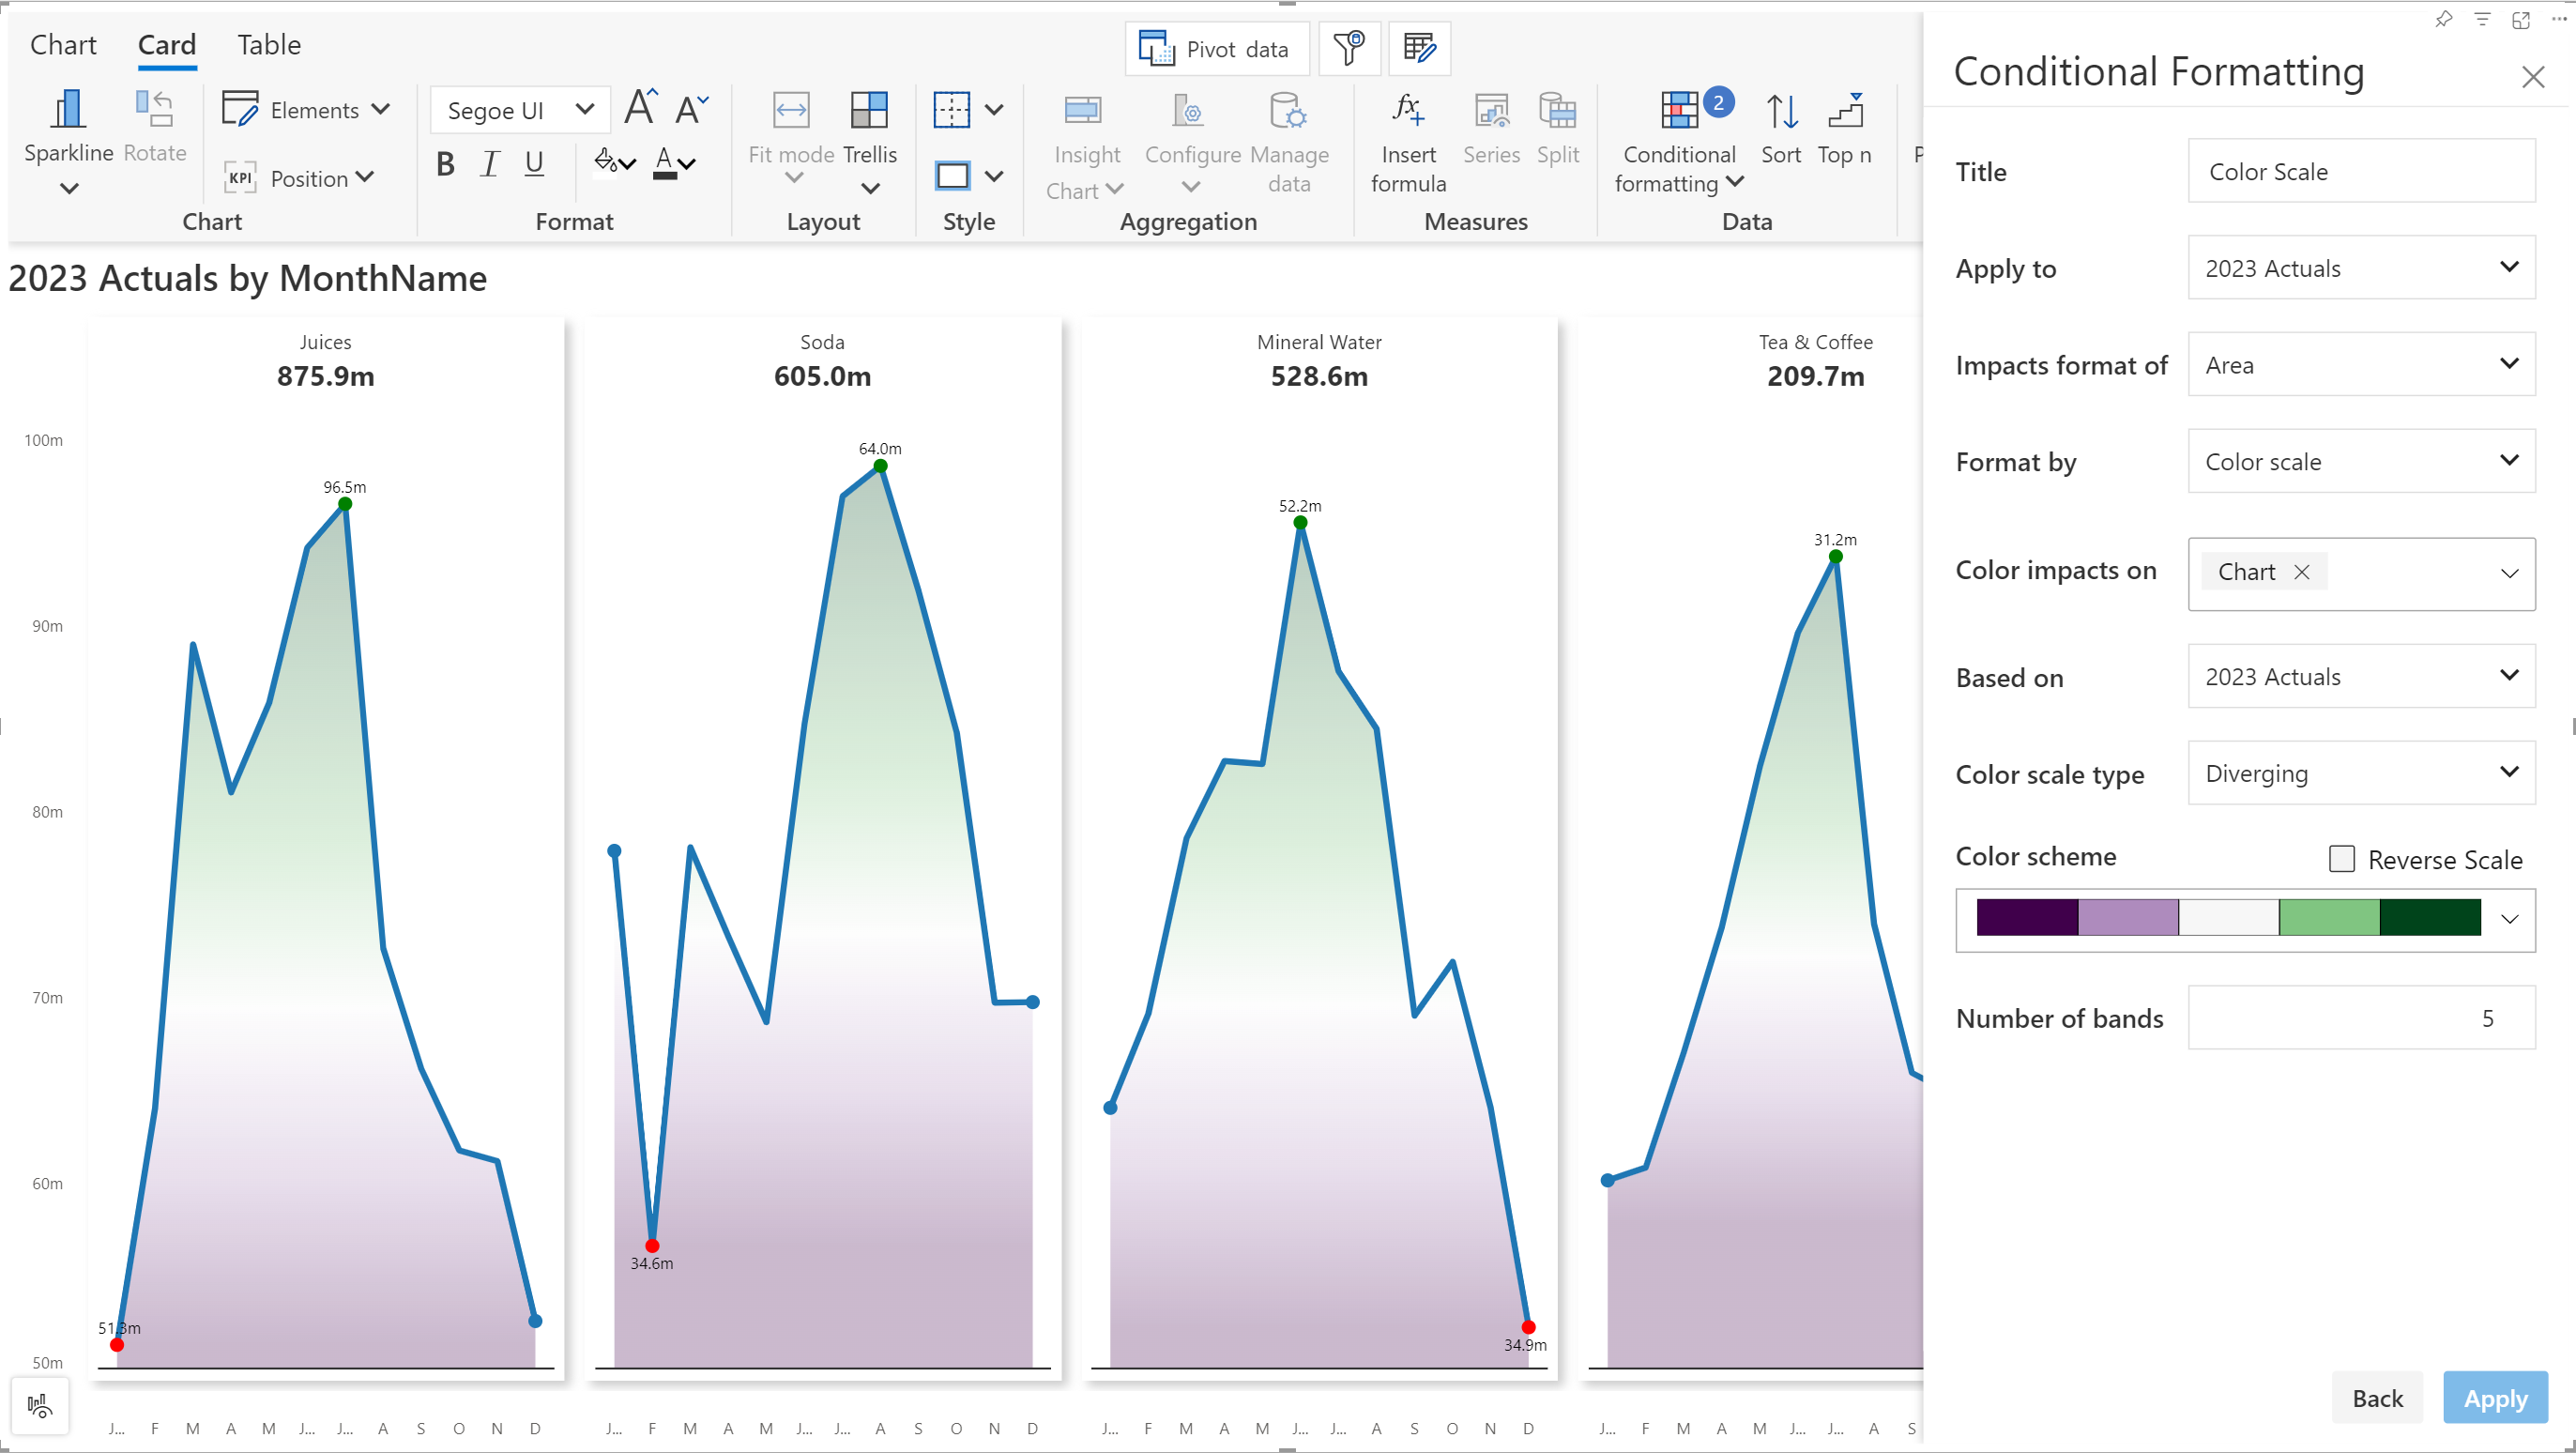 Chart Card Table
Pivot data
Sparkline
Rotate
Elements
KPI Position
Chart
Segoe UI
A A
B I U A
Format
Fit mode
Trellis
Layout
Style
Insight
Chart
Configure
Manage
data
Aggregation
fx
Insert
formula
Series
Split
Measures
2
Conditional
formatting
Sort
Top n
Data
P
2023 Actuals by MonthName
100m
90m
80m
70m
60m
50m
Juices
875.9m
96.5m
51.3m
J... F M A M J... J... A S O N D
Soda
605.0m
64.0m
34.6m
J... F M A M J... J... A S O N D
Mineral Water
528.6m
52.2m
34.9m
J... F M A M J... J... A S O N D
Tea & Coffee
209.7m
31.2m
J... F M A M J... J... A S
Conditional Formatting
Title Color Scale
Apply to 2023 Actuals
Impacts format of Area
Format by Color scale
Color impacts on Chart
Based on 2023 Actuals
Color scale type Diverging
Color scheme Reverse Scale
Number of bands 5
Back Apply